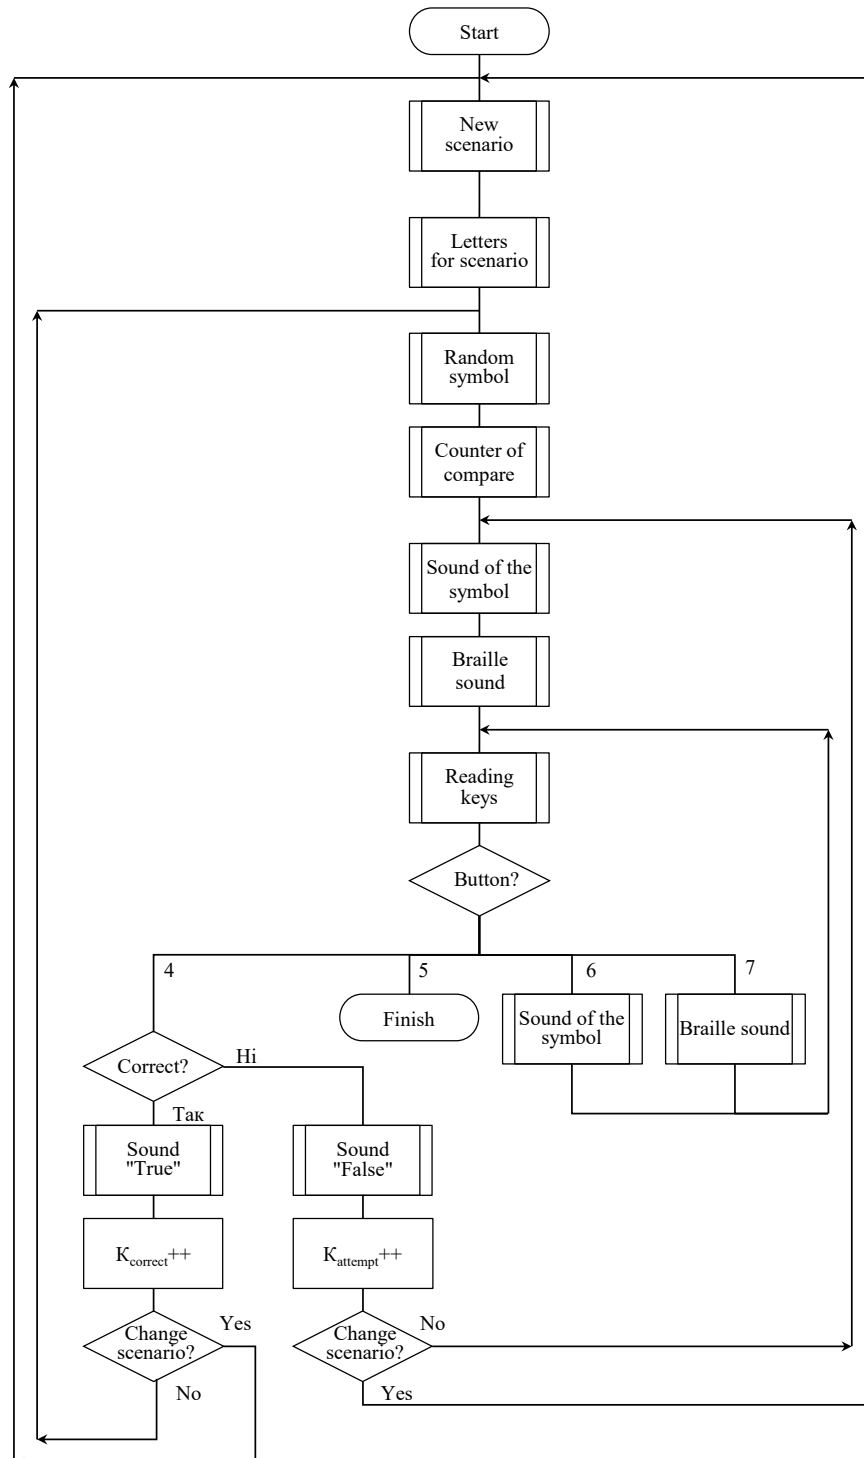 Start
New
scenario
Letters
for scenario
Random
symbol
Counter of
compare
Sound of the
symbol
Braille
sound
Reading
keys
Button?
4
5
6
7
Finish
Sound of the
symbol
Braille sound
Correct?
Ні
Так
Sound
"True"
Sound
"False"
Kcorrect++
Kattempt++
Change
scenario?
Yes
No
Change
scenario?
No
Yes